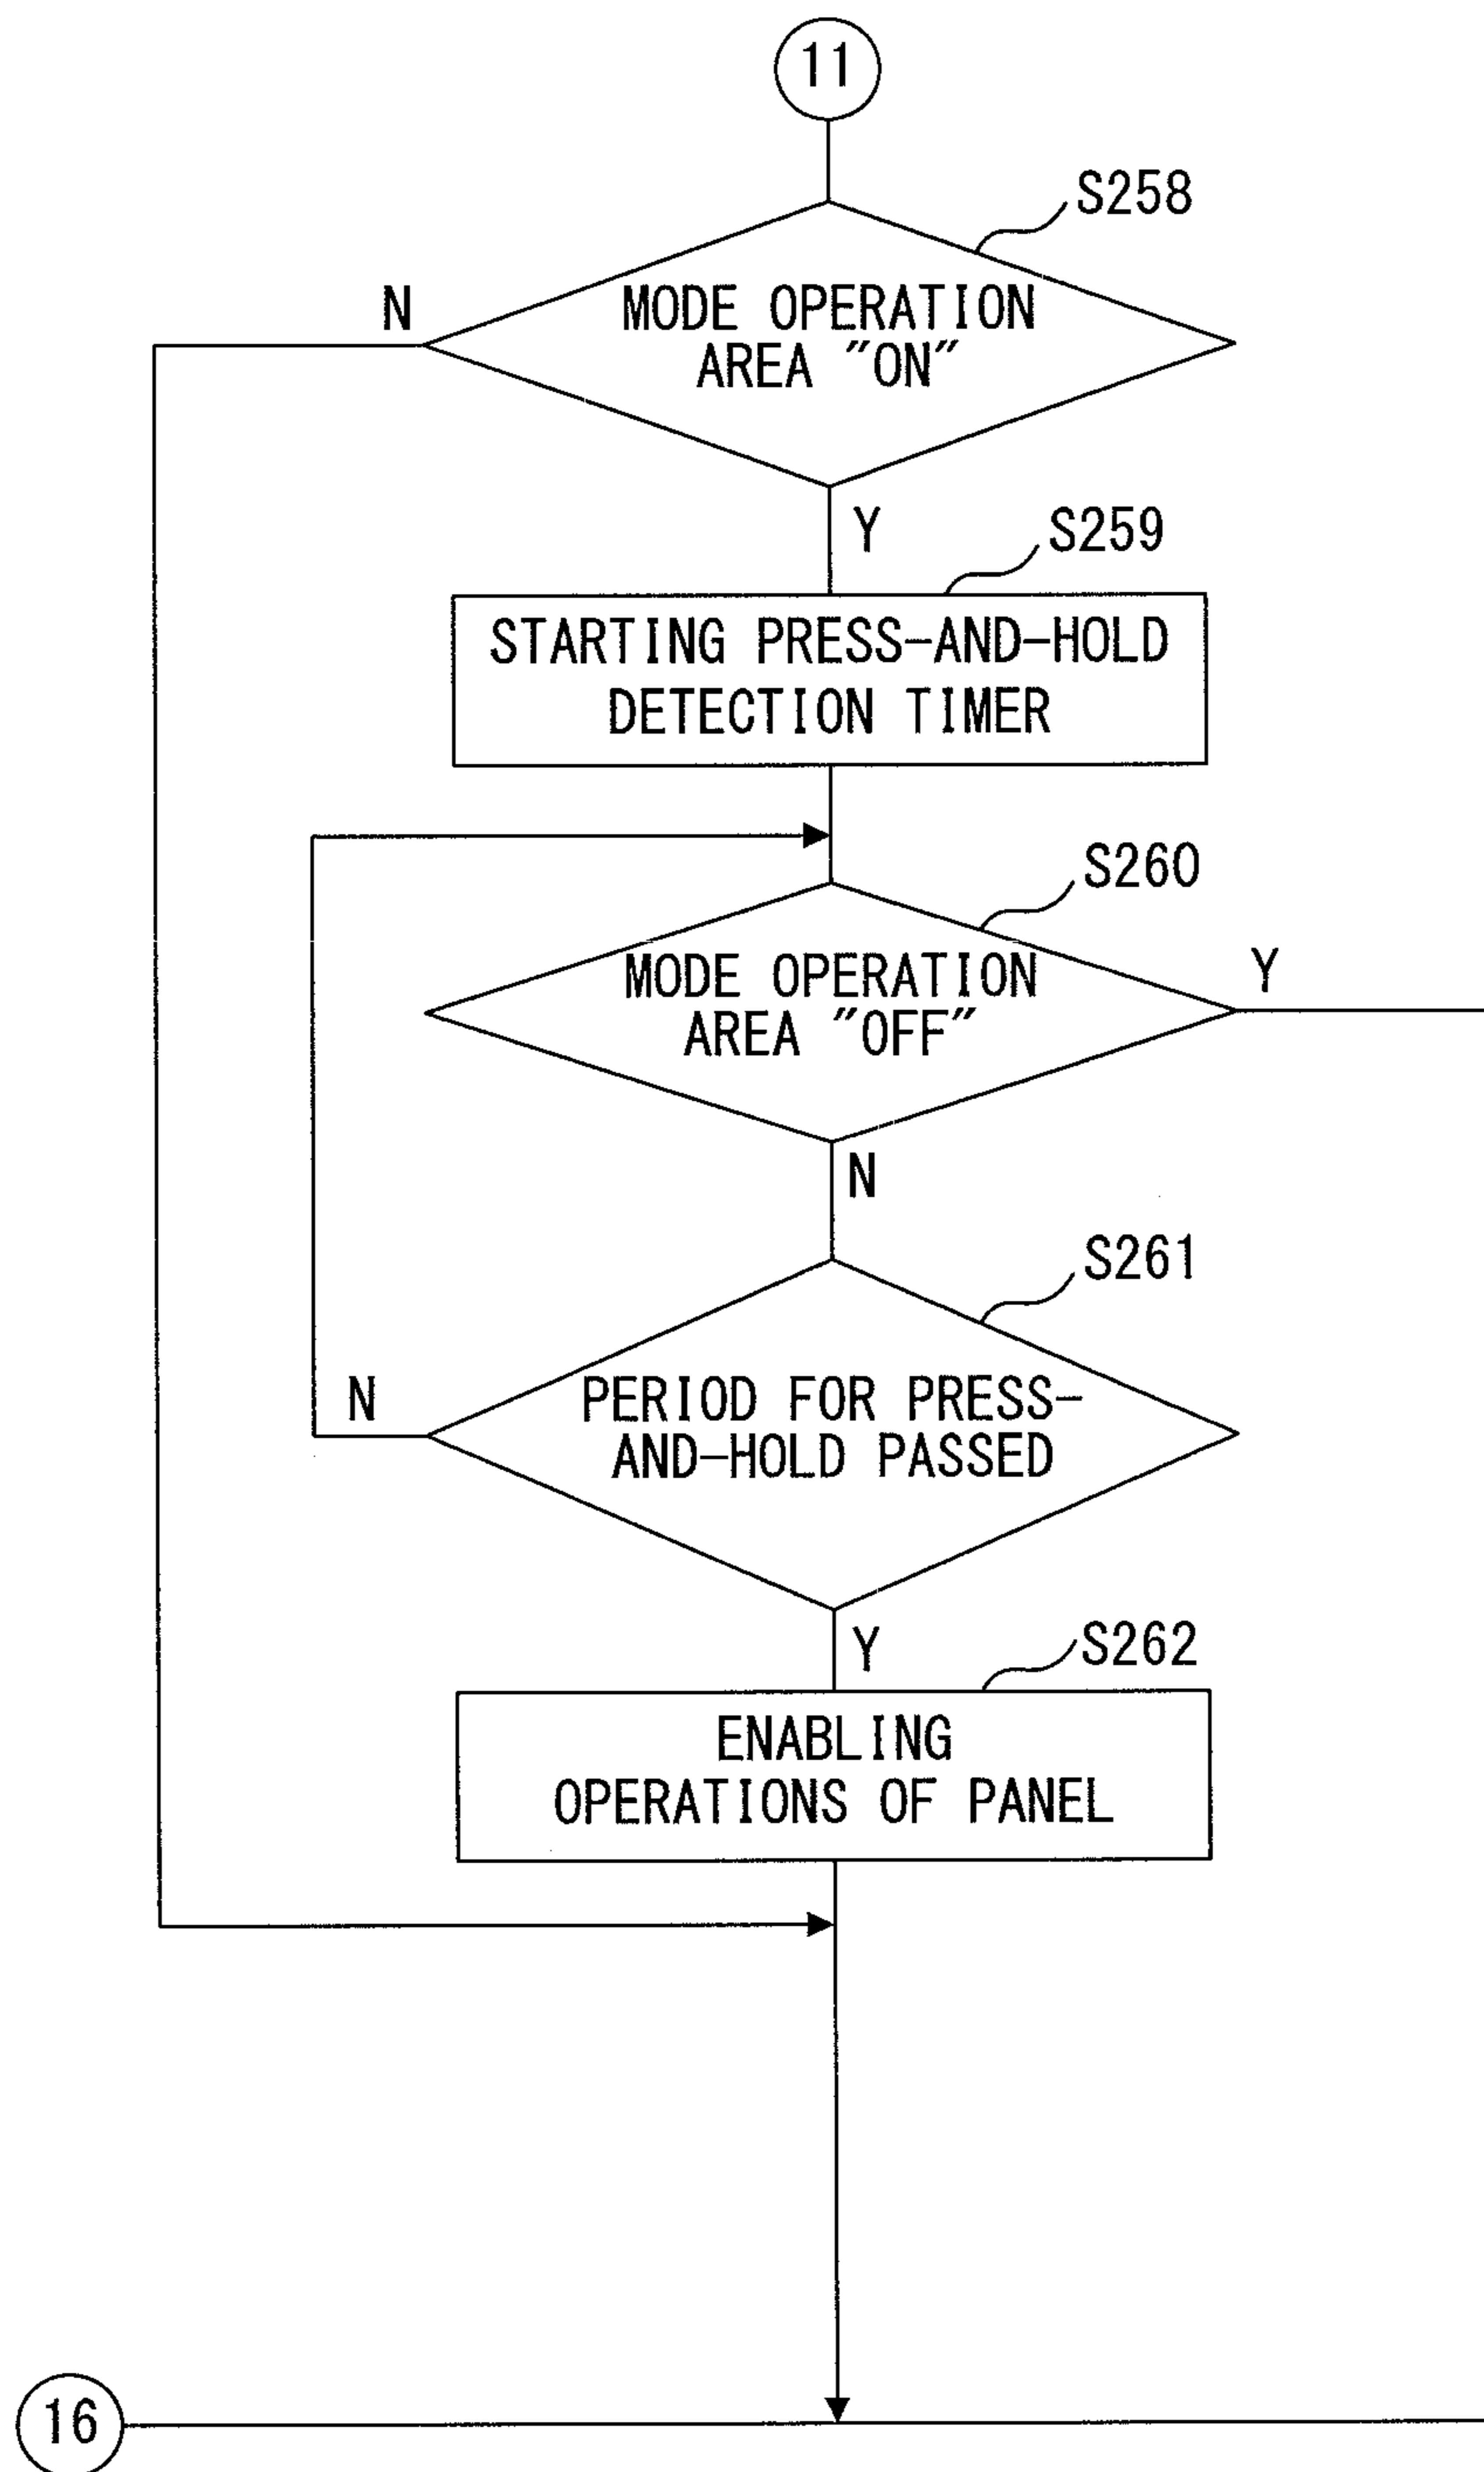 11
S258
N
MODE OPERATION
AREA "ON"
Y
S259
STARTING PRESS-AND-HOLD
DETECTION TIMER
S260
MODE OPERATION
AREA "OFF"
Y
N
S261
N
PERIOD FOR PRESS-
AND-HOLD PASSED
Y
S262
ENABLING
OPERATIONS OF PANEL
16